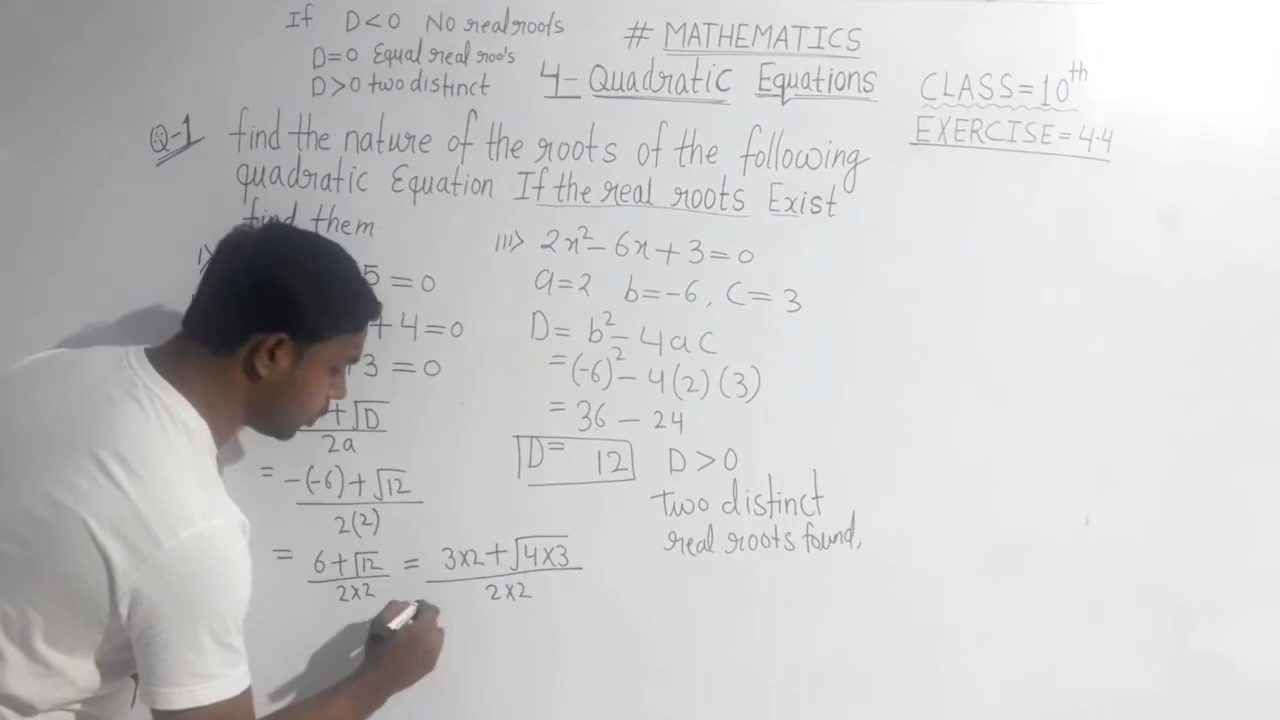 If D<0 No real roots
D=0 Equal real roo's
D>0 two distinct
# MATHEMATICS
4- Quadratic Equations
CLASS=10th
EXERCISE=4.4
Q-1 find the nature of the roots of the following
quadratic Equation If the real roots Exist
find them
5=0
+4=0
+3=0
+√D
2a
= -(-6)+√12
2(2)
= 6+√12 = 3x2+√4x3
2x2 2x2
III> 2x²-6x+3=0
a=2 b=-6, C=3
D= b²-4ac
=(-6)²-4(2)(3)
= 36-24
D= 12 D>0
two distinct
real roots found,